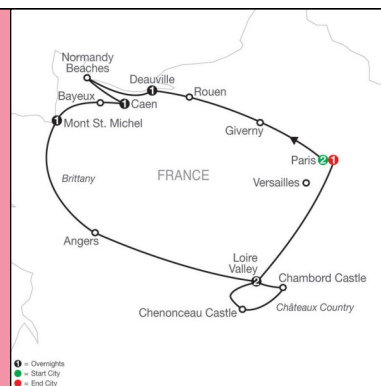 Normandy
Beaches
Deauville
1
Rouen
Bayeux
1
Caen
1
Mont St. Michel
Giverny
Paris
2
1
Brittany
FRANCE
Versailles
Angers
Loire
Valley
2
Chambord Castle
Chenonceau Castle
Châteaux Country
1 = Overnights
= Start City
= End City